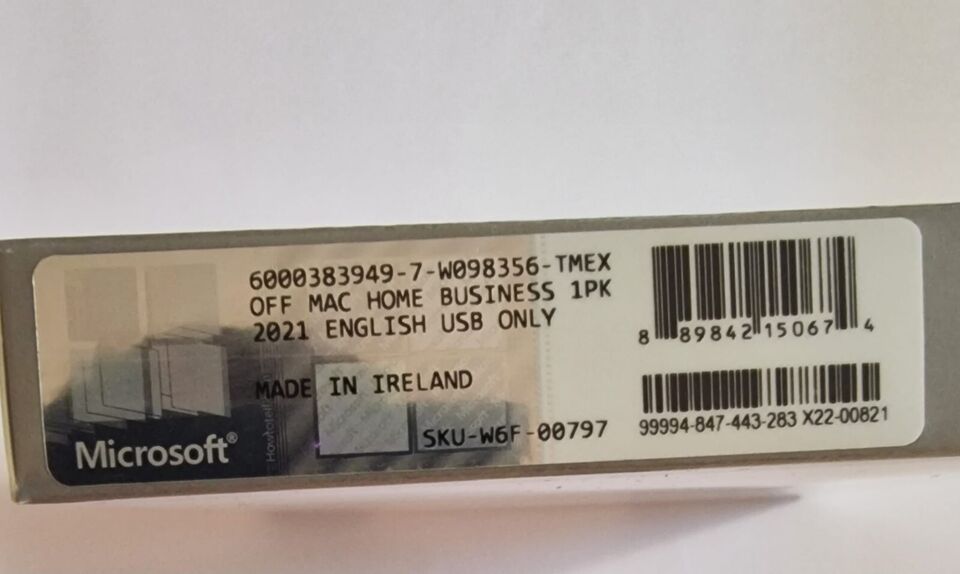 6000383949-7-W098356-TMEX
OFF MAC HOME BUSINESS 1PK
2021 ENGLISH USB ONLY
MADE IN IRELAND
SKU-W6F-00797
Microsoft®
8 89842 15067 4
99994-847-443-283 X22-00821